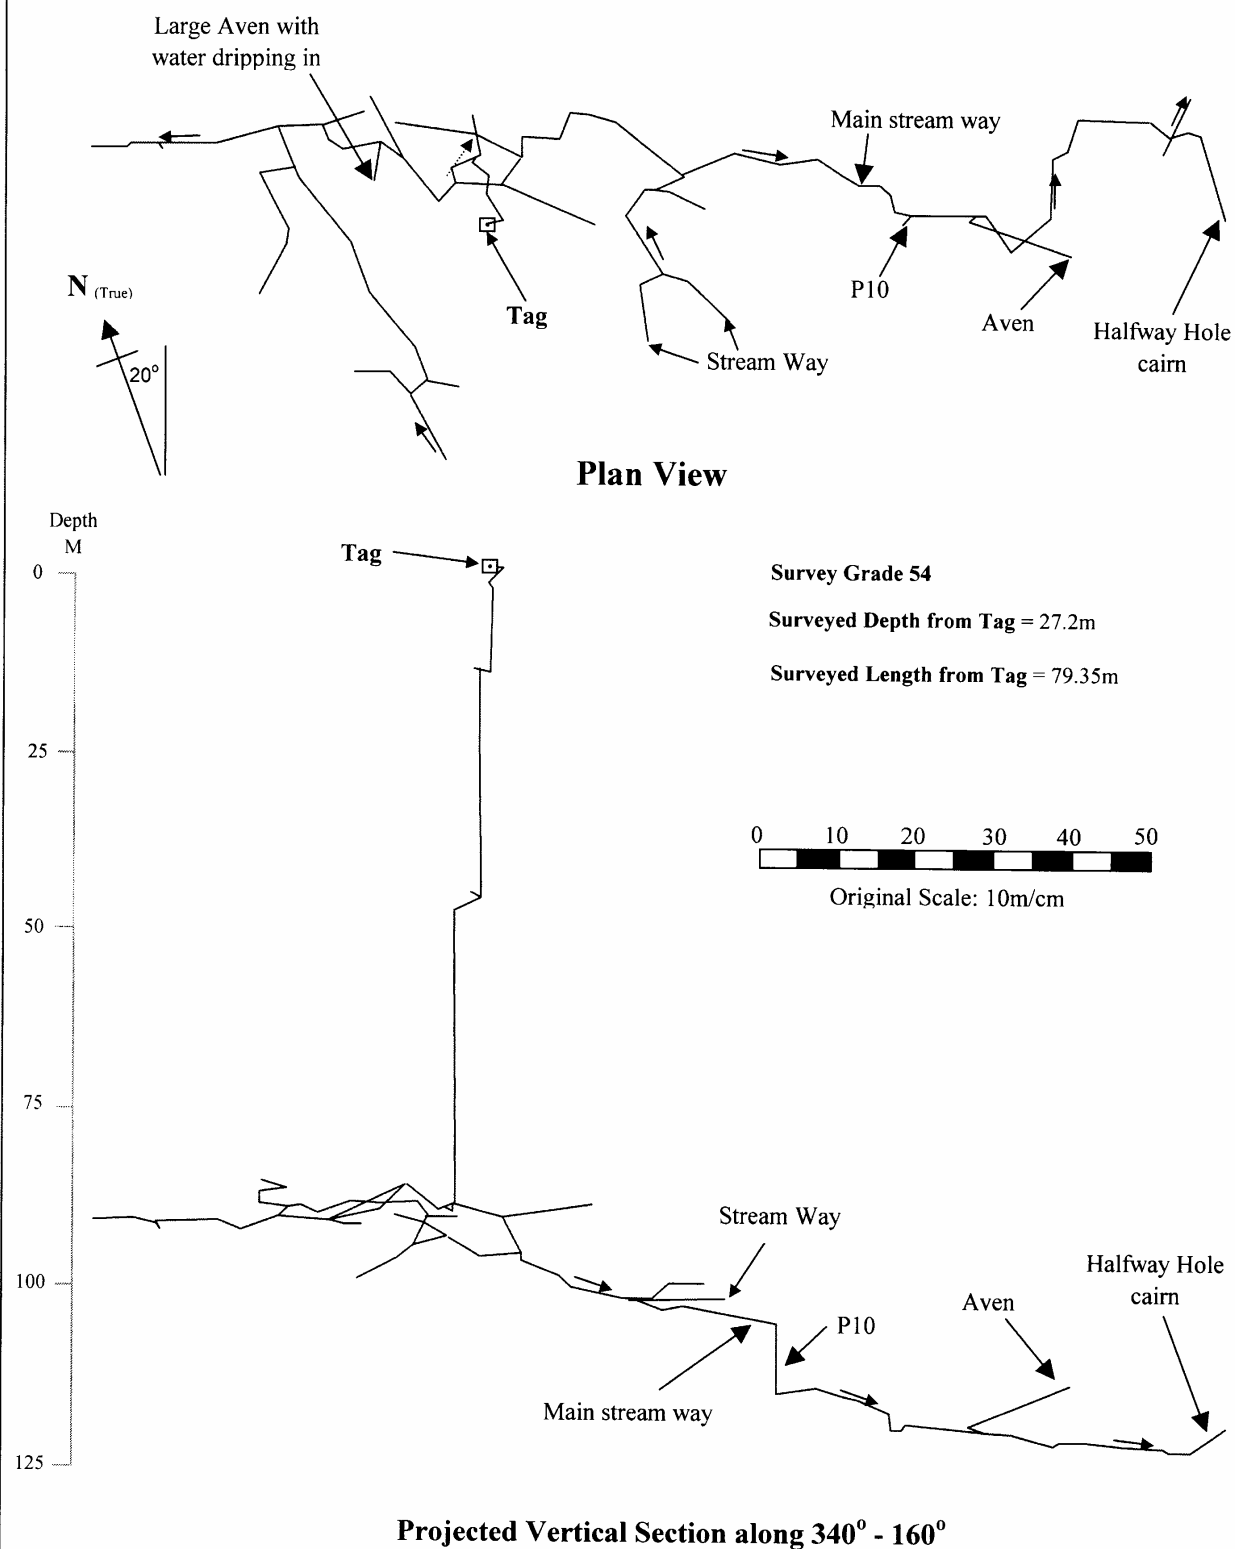 Large Aven with
water dripping in
Main stream way
N (True)
20°
Tag
P10
Aven
Halfway Hole
cairn
Stream Way
Plan View
Depth
M
Tag
0
25
50
75
100
125
Survey Grade 54
Surveyed Depth from Tag = 27.2m
Surveyed Length from Tag = 79.35m
0 10 20 30 40 50
Original Scale: 10m/cm
Stream Way
Halfway Hole
cairn
Aven
P10
Main stream way
Projected Vertical Section along 340° - 160°